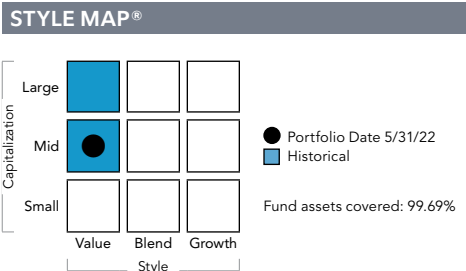 STYLE MAP®
Capitalization
Large
Mid
Small
Value Blend Growth
Style
Portfolio Date 5/31/22
Historical
Fund assets covered: 99.69%